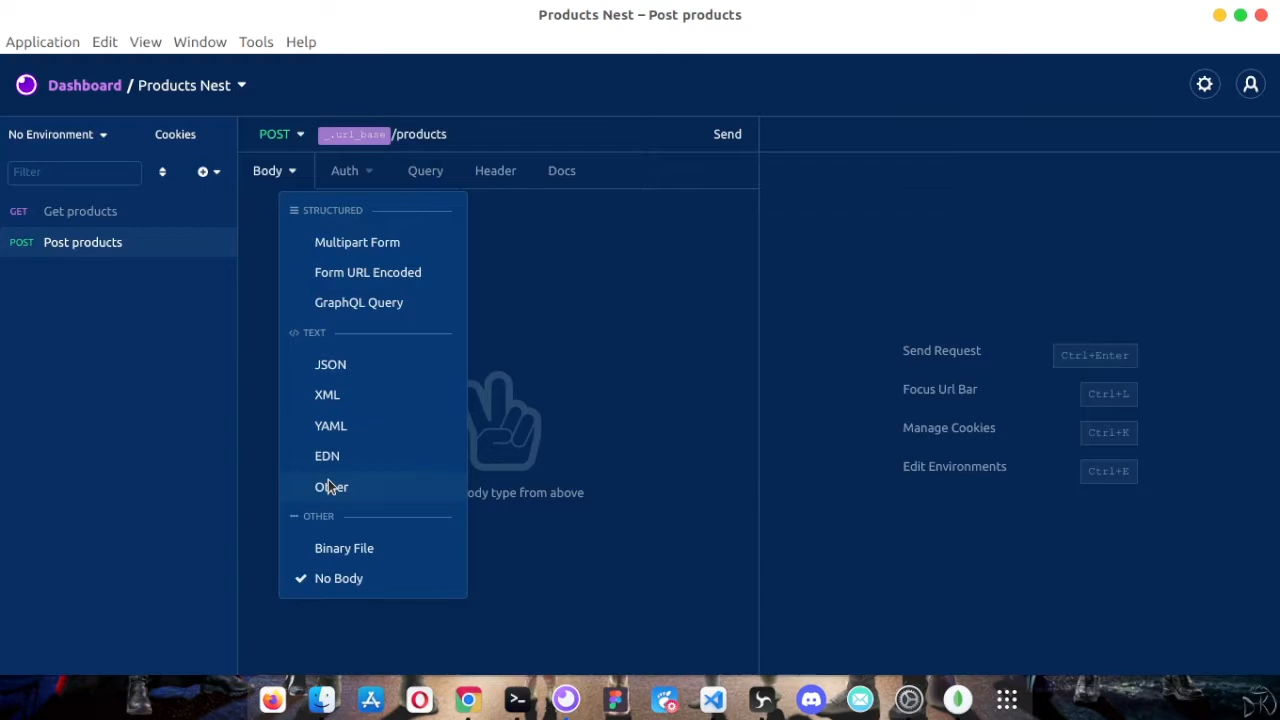 Products Nest – Post products
Application Edit View Window Tools Help
Dashboard / Products Nest
No Environment Cookies
POST _.url_base /products Send
Filter
Body Auth Query Header Docs
GET Get products
POST Post products
STRUCTURED
Multipart Form
Form URL Encoded
GraphQL Query
TEXT
JSON
XML
YAML
EDN
Other
OTHER
Binary File
No Body
body type from above
Send Request Ctrl+Enter
Focus Url Bar Ctrl+L
Manage Cookies Ctrl+K
Edit Environments Ctrl+E